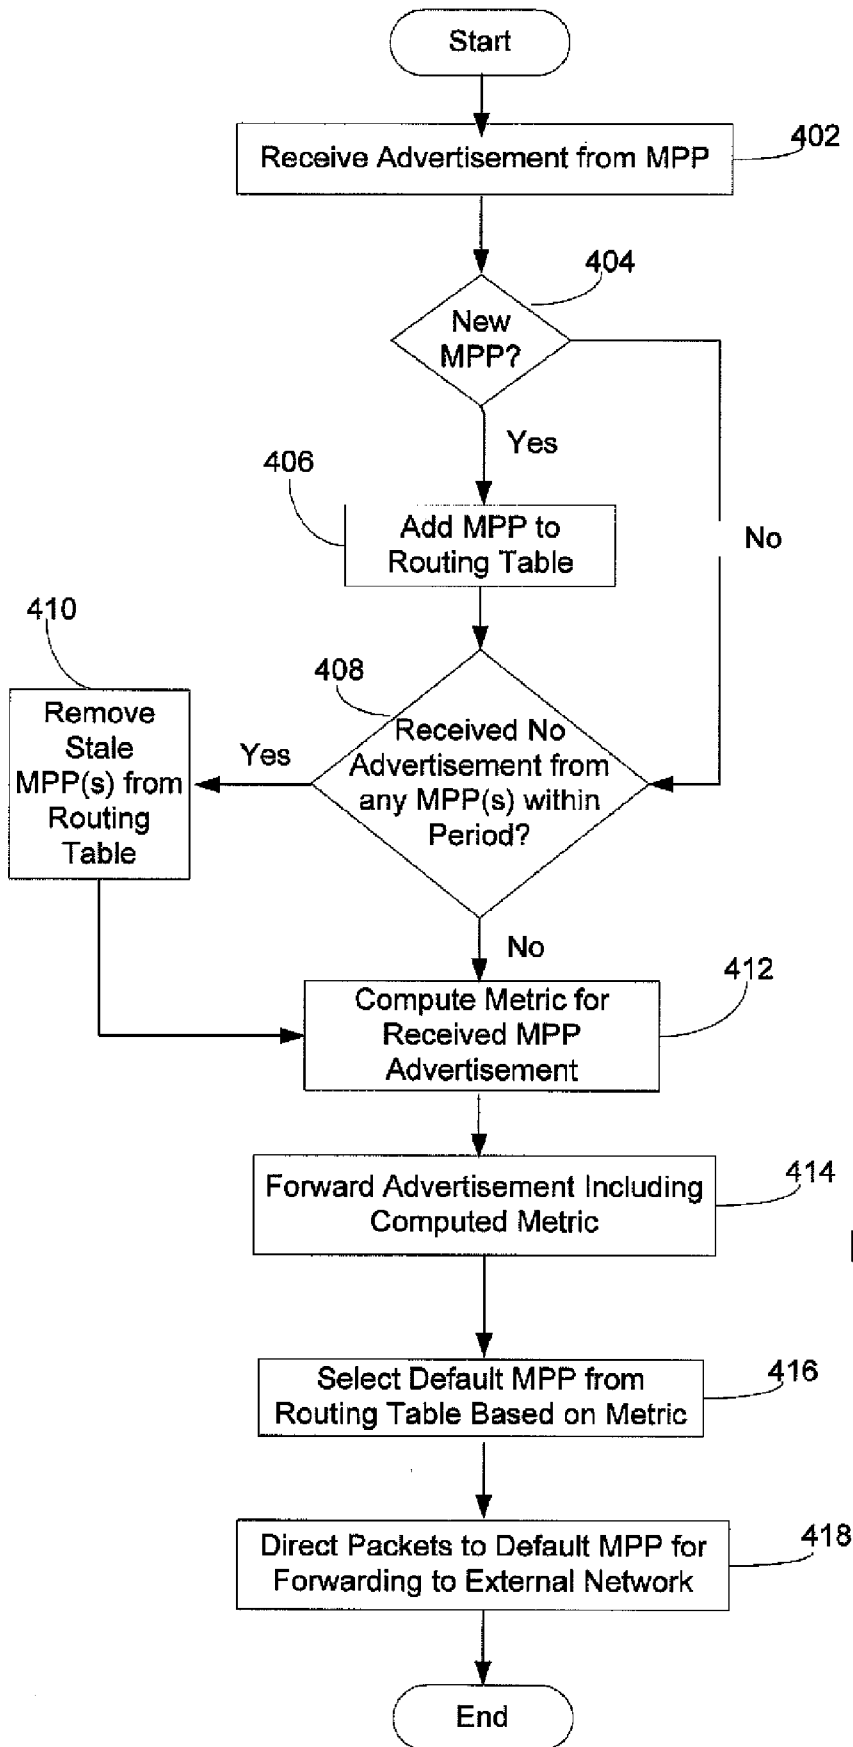 Start
402
Receive Advertisement from MPP
404
New
MPP?
Yes
No
406
Add MPP to
Routing Table
410
Remove
Stale
MPP(s) from
Routing
Table
408
Yes
Received No
Advertisement from
any MPP(s) within
Period?
No
412
Compute Metric for
Received MPP
Advertisement
414
Forward Advertisement Including
Computed Metric
416
Select Default MPP from
Routing Table Based on Metric
418
Direct Packets to Default MPP for
Forwarding to External Network
End